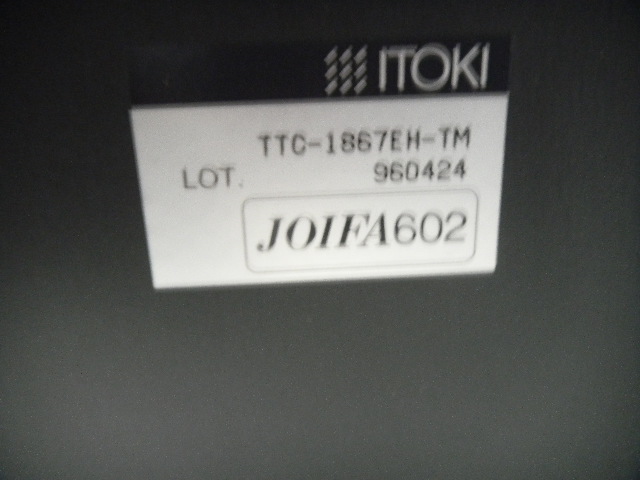 ITOKI
TTC-1867EH-TM
LOT. 960424
JOIFA602